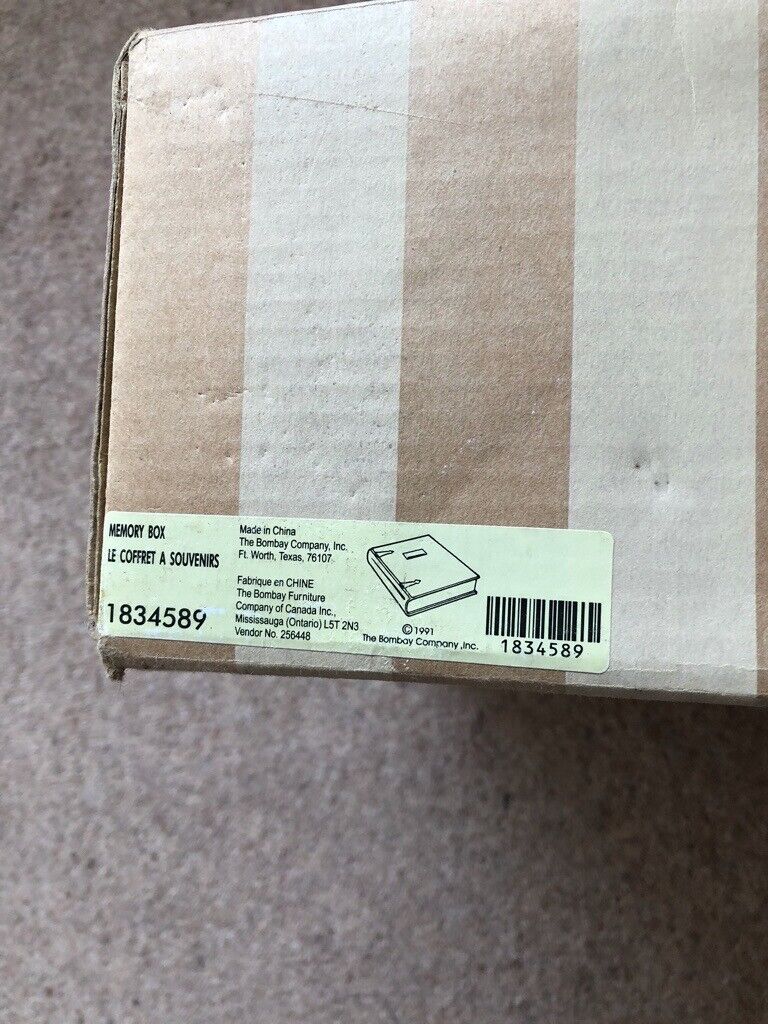 MEMORY BOX
LE COFFRET A SOUVENIRS
1834589
Made in China
The Bombay Company, Inc.
Ft. Worth, Texas, 76107
Fabrique en CHINE
The Bombay Furniture
Company of Canada Inc.,
Mississauga (Ontario) L5T 2N3
Vendor No. 256448
© 1991
The Bombay Company ,Inc.
1834589